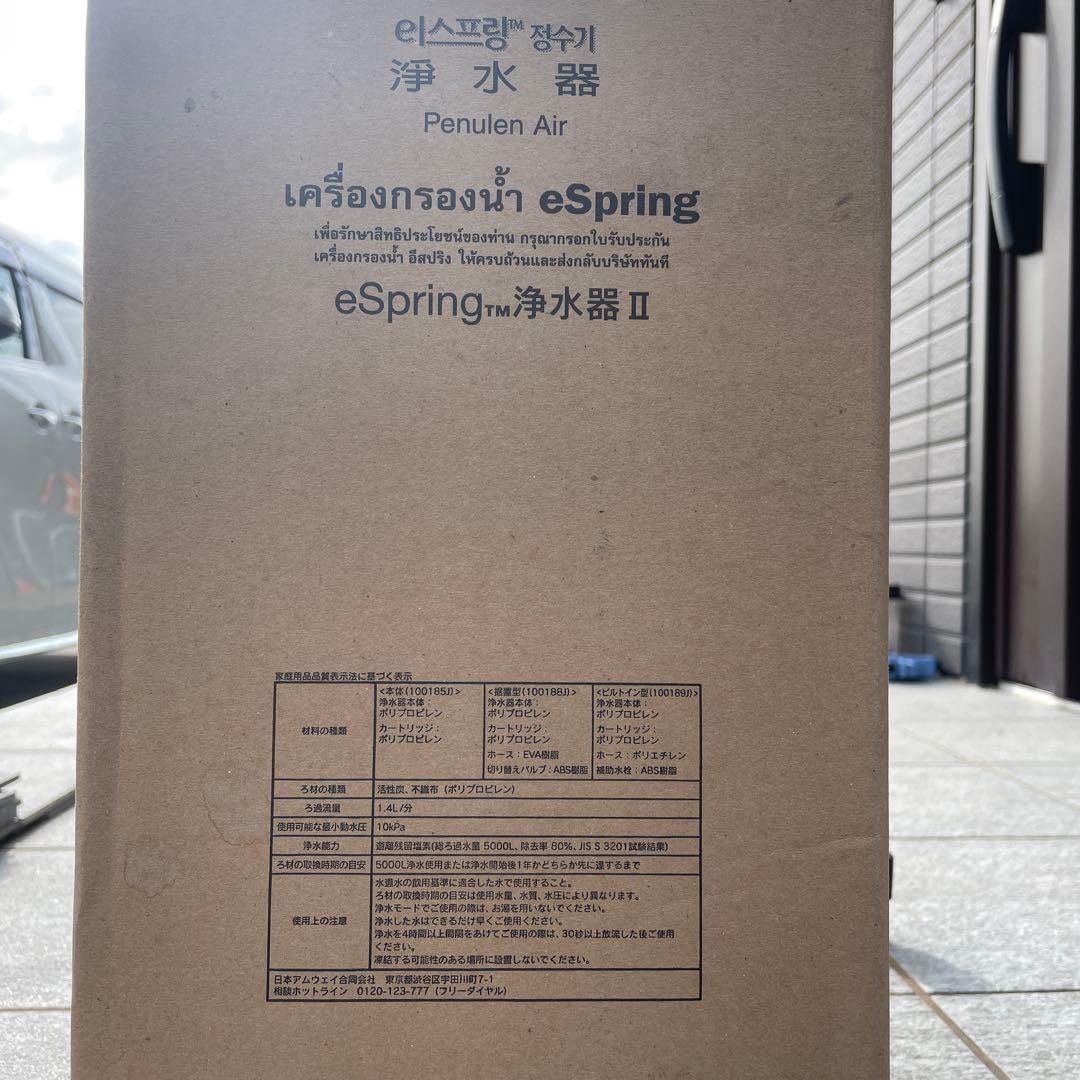 e스프링™ 정수기
淨水器
Penulen Air
เครื่องกรองน้ำ eSpring
เพื่อรักษาสิทธิประโยชน์ของท่าน กรุณากรอกใบรับประกัน
เครื่องกรองน้ำ อีสปริง ให้ครบถ้วนและส่งกลับบริษัททันที
eSpring™浄水器Ⅱ
家庭用品品質表示法に基づく表示
材料の種類
<本体(100185J)>
浄水器本体:
ポリプロピレン
カートリッジ:
ポリプロピレン
<据置型(100188J)>
浄水器本体:
ポリプロピレン
カートリッジ:
ポリプロピレン
ホース:EVA樹脂
切り替えバルブ:ABS樹脂
<ビルトイン型(100189J)>
浄水器本体:
ポリプロピレン
カートリッジ:
ポリプロピレン
ホース:ポリエチレン
補助水栓:ABS樹脂
ろ材の種類 活性炭、不織布(ポリプロピレン)
ろ過流量 1.4L/分
使用可能な最小動水圧 10kPa
浄水能力 遊離残留塩素(総ろ過水量 5000L、除去率 80%、JIS S 3201試験結果)
ろ材の取換時期の目安 5000L浄水使用または浄水開始後1年かどちらか先に達するまで
使用上の注意
水道水の飲用基準に適合した水で使用すること。
ろ材の取換時期の目安は使用水量、水質、水圧により異なります。
浄水モードでご使用の際は、お湯を用いないでください。
浄水した水はできるだけ早くご使用ください。
浄水を4時間以上間隔をあけてご使用の際は、30秒以上放流した後ご使用
ください。
凍結する可能性のある場所に設置しないでください。
日本アムウェイ合同会社 東京都渋谷区宇田川町7-1
相談ホットライン 0120-123-777(フリーダイヤル)